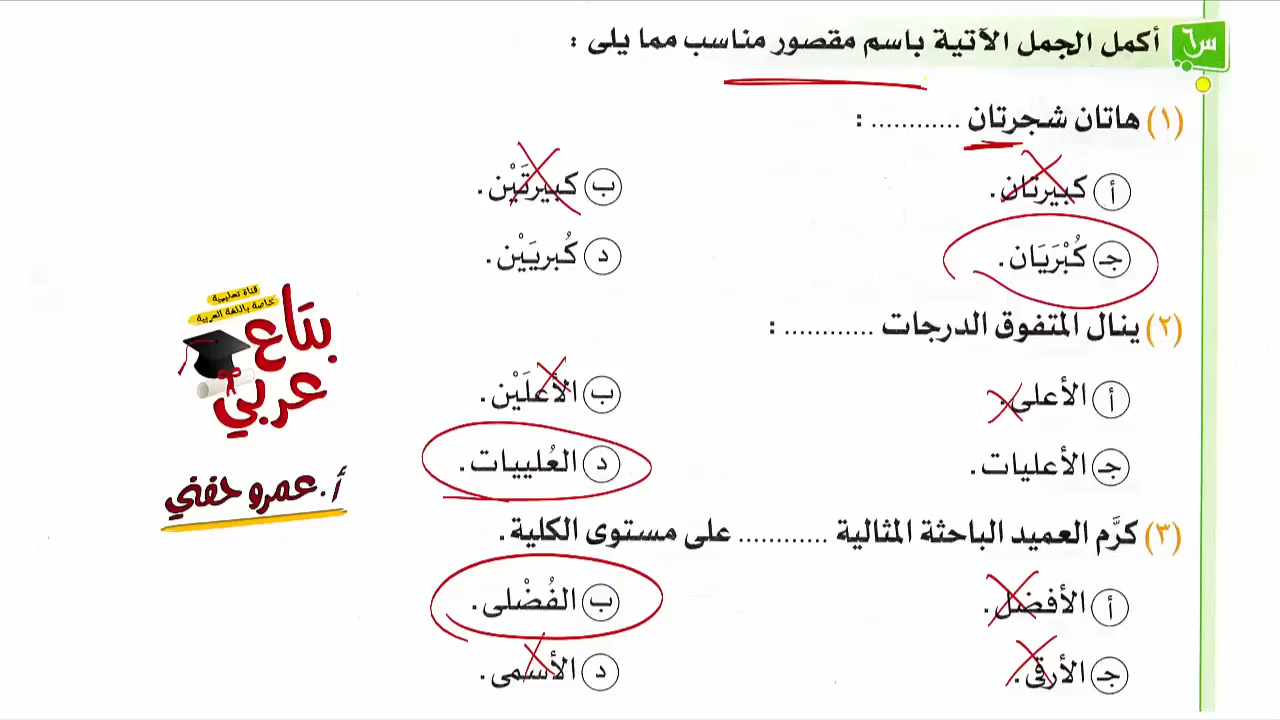 س٦ أكمل الجمل الآتية باسم مقصور مناسب مما يلى :
(١) هاتان شجرتان ............ :
أ كبيرتان.
ب كبيرتَيْن.
جـ كُبْرَيَان.
د كُبريَيْن.
(٢) ينال المتفوق الدرجات ............ :
أ الأعلى.
ب الأعلَيْن.
جـ الأعليات.
د العُلييات.
(٣) كرَّم العميد الباحثة المثالية ............ على مستوى الكلية.
أ الأفضل.
ب الفُضْلى.
جـ الأرقى.
د الأسمى.
قناة تعليمية
خاصة باللغة العربية
بتاع
عربي
أ. عمرو حفني